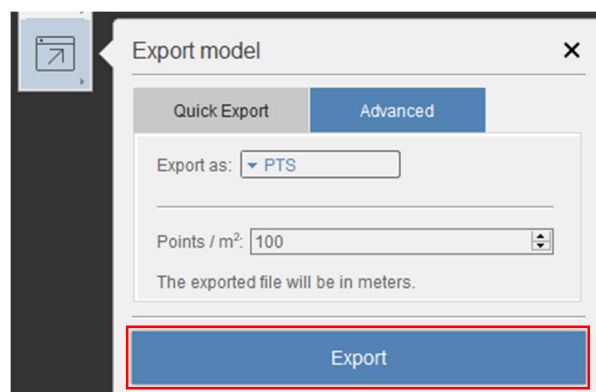 Export model
Quick Export
Advanced
Export as: PTS
Points / m²: 100
The exported file will be in meters.
Export